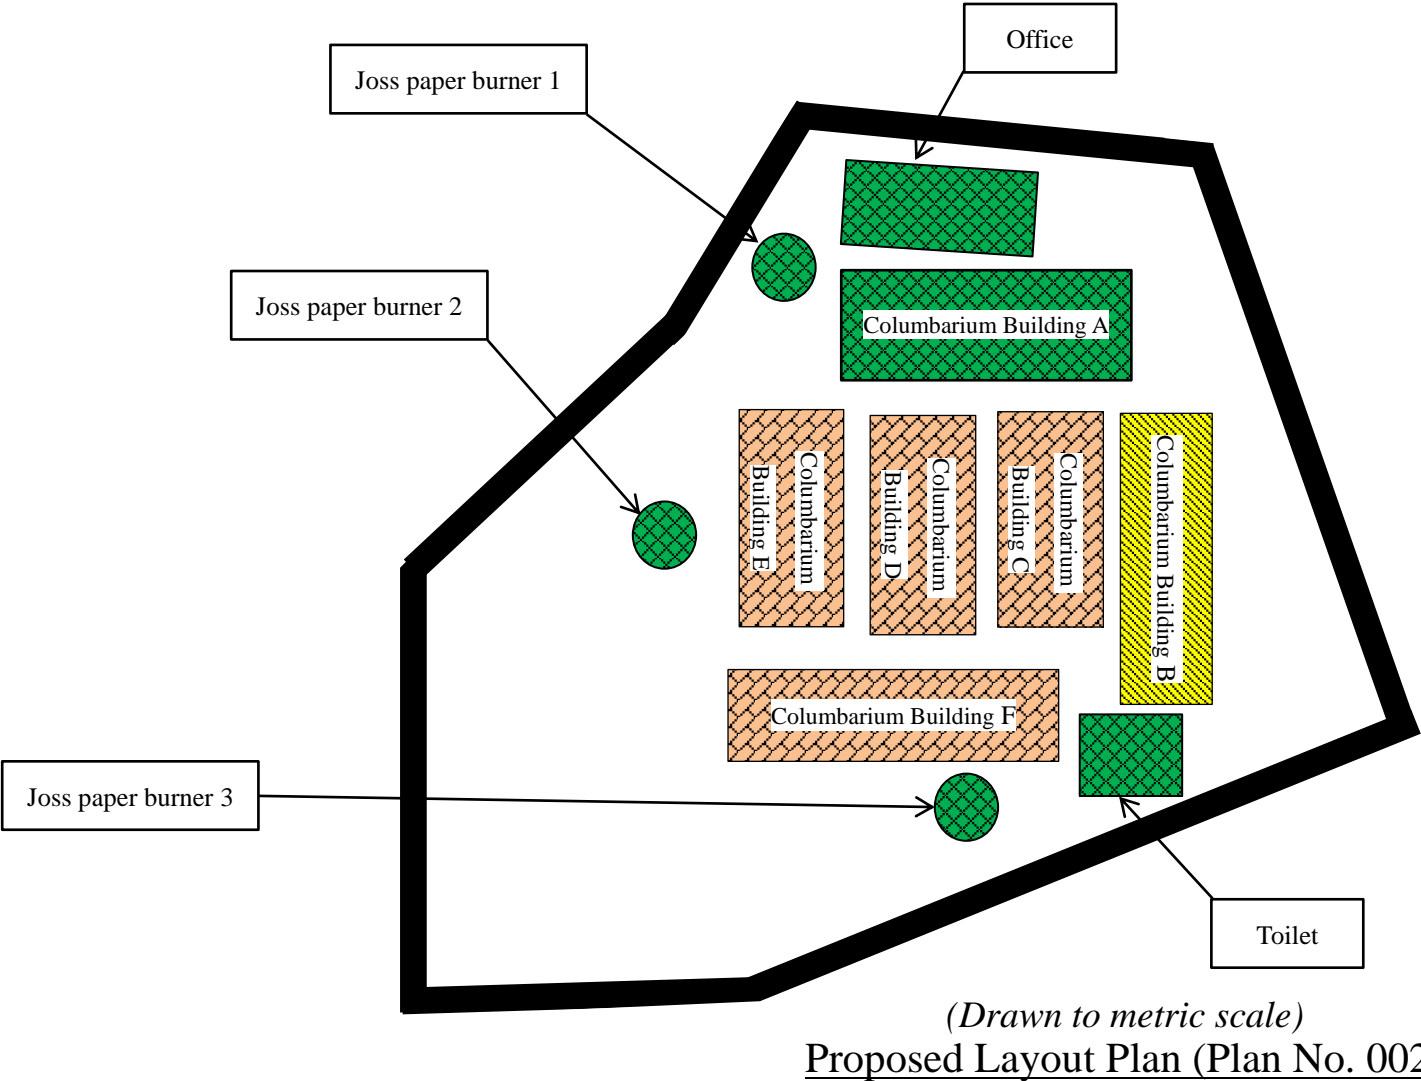 Office
Joss paper burner 1
Joss paper burner 2
Columbarium Building A
Columbarium
Building E
Columbarium
Building D
Columbarium
Building C
Columbarium Building B
Columbarium Building F
Joss paper burner 3
Toilet
(Drawn to metric scale)
Proposed Layout Plan (Plan No. 002